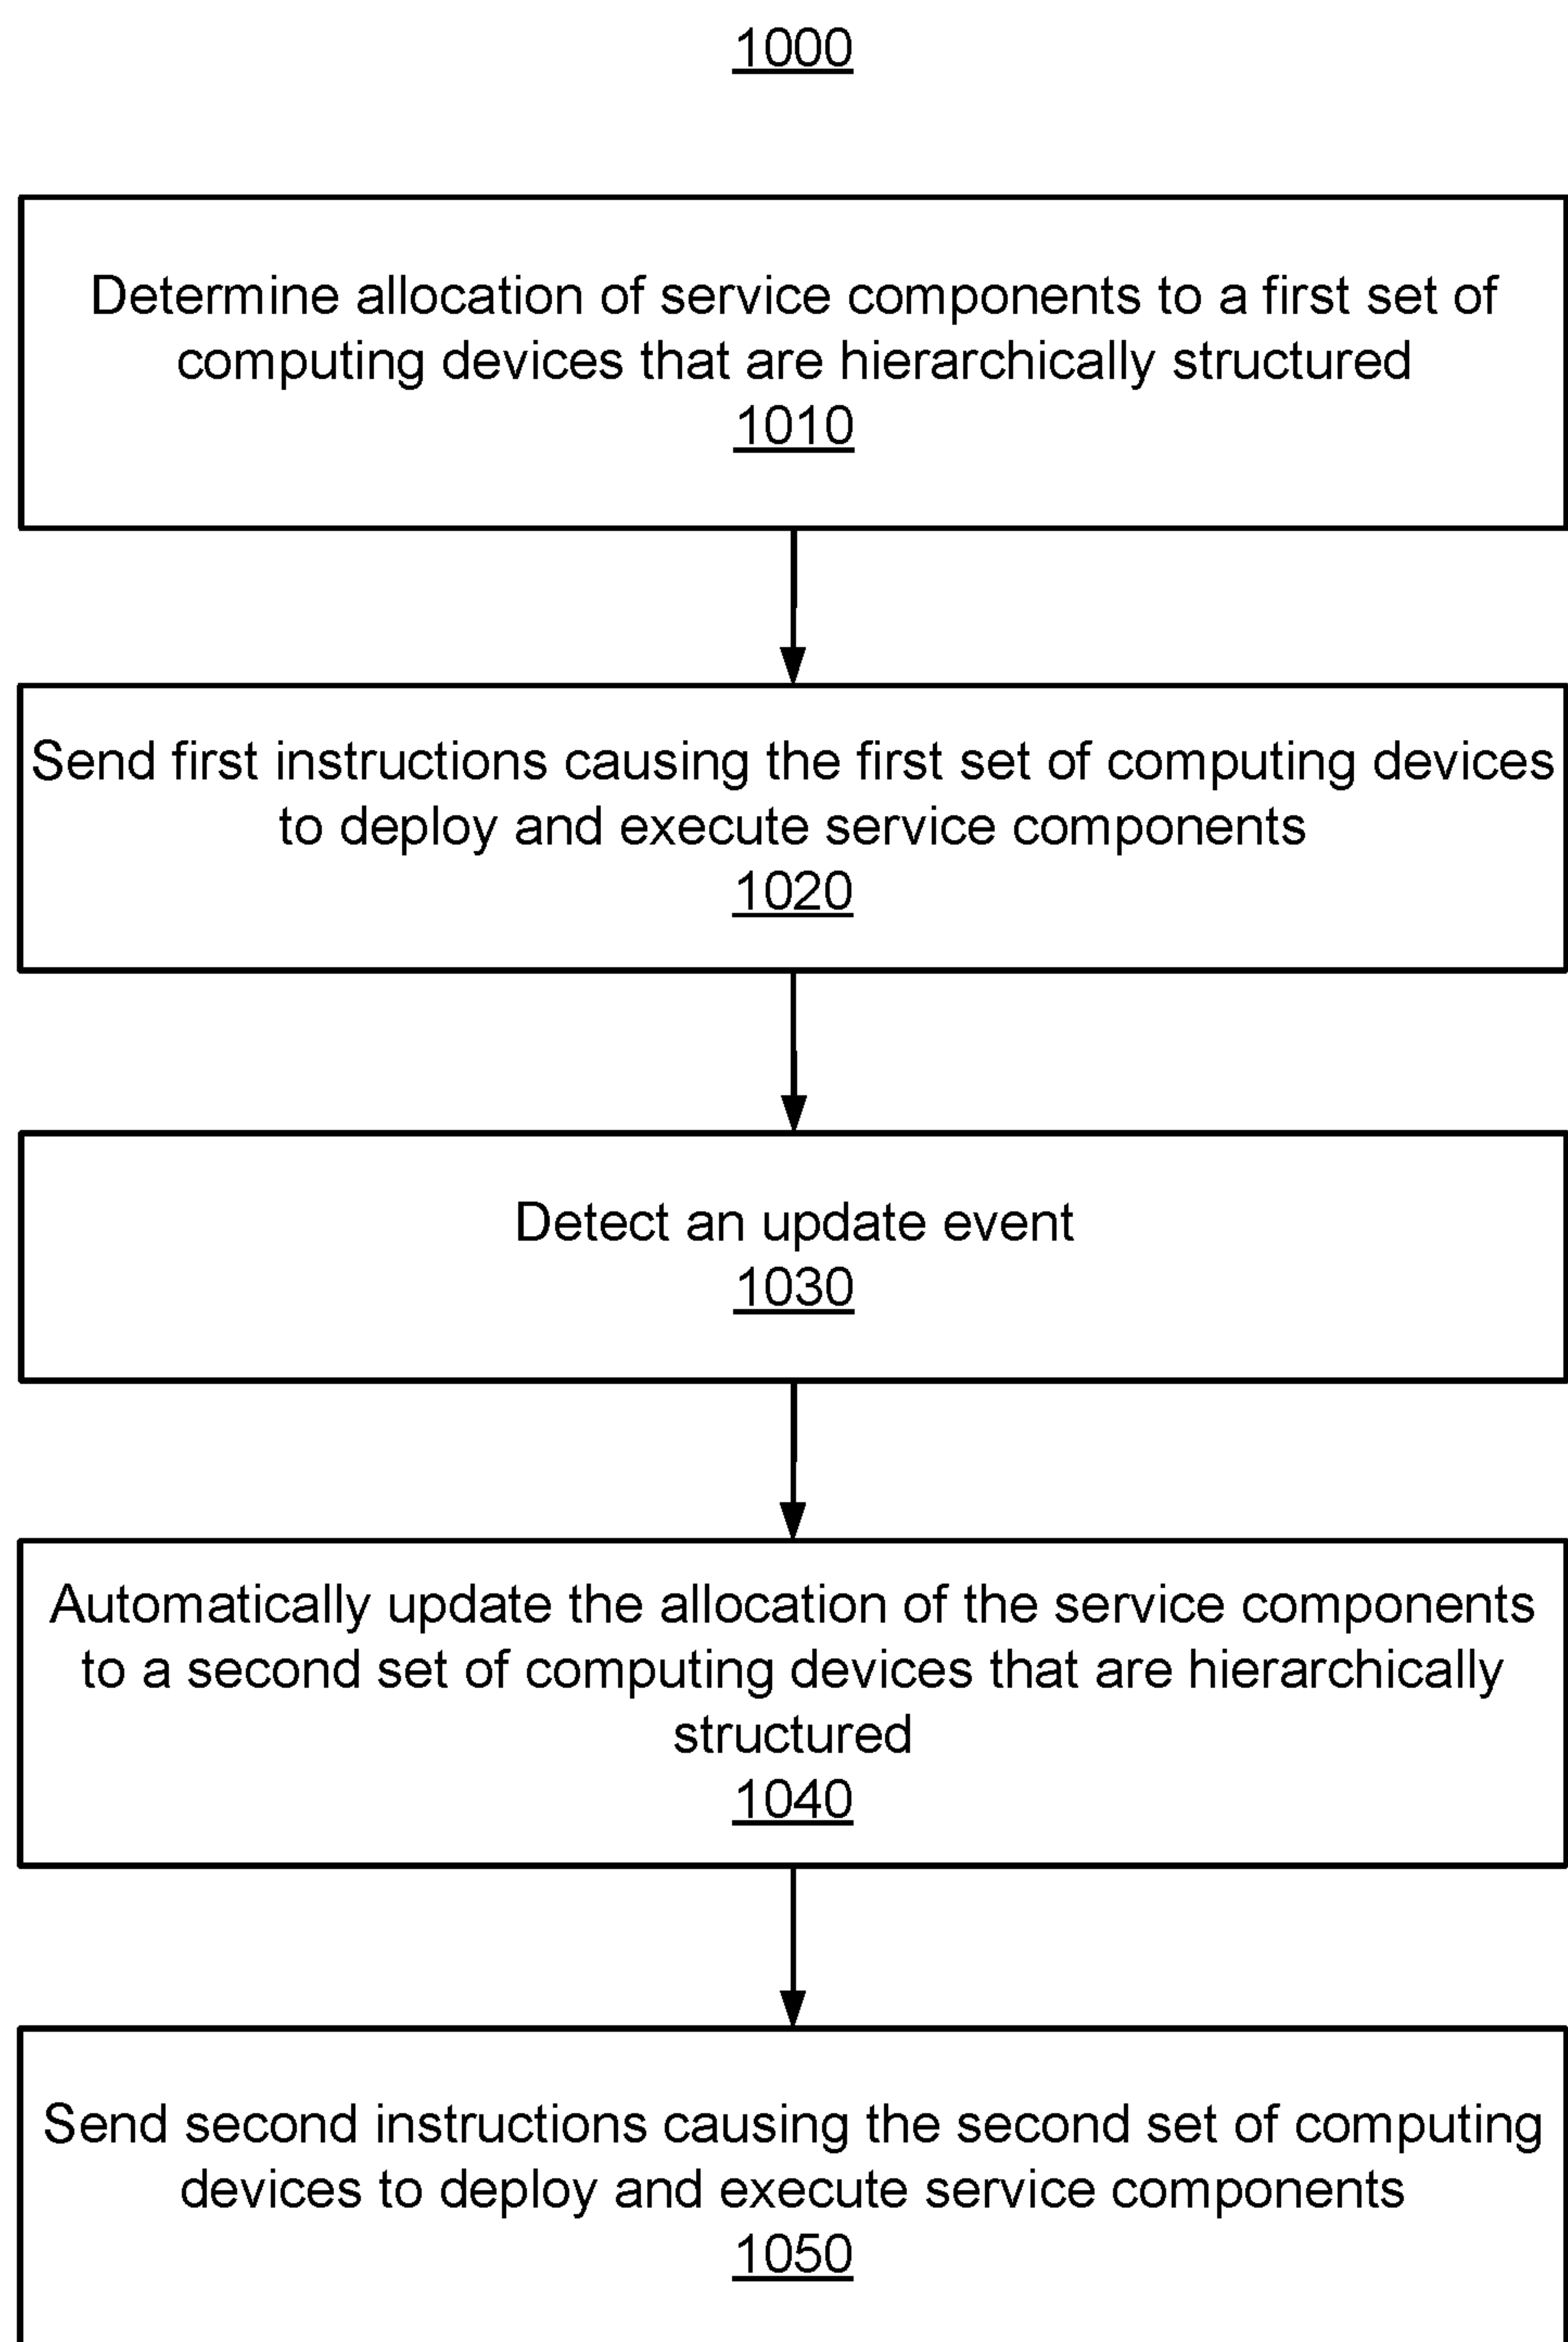 1000
Determine allocation of service components to a first set of
computing devices that are hierarchically structured
1010
Send first instructions causing the first set of computing devices
to deploy and execute service components
1020
Detect an update event
1030
Automatically update the allocation of the service components
to a second set of computing devices that are hierarchically
structured
1040
Send second instructions causing the second set of computing
devices to deploy and execute service components
1050